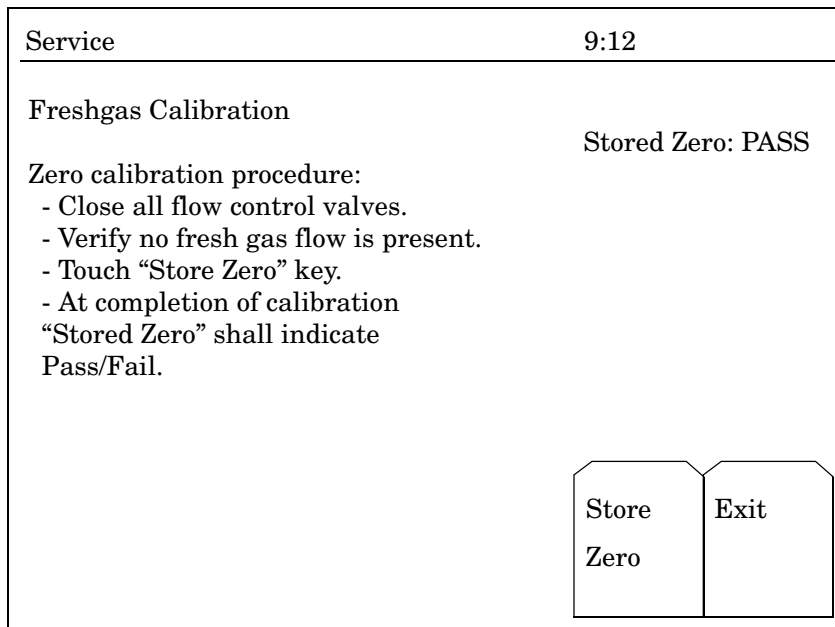 Service 9:12
Freshgas Calibration
Stored Zero: PASS
Zero calibration procedure:
- Close all flow control valves.
- Verify no fresh gas flow is present.
- Touch “Store Zero” key.
- At completion of calibration
“Stored Zero” shall indicate
Pass/Fail.
Store
Zero
Exit